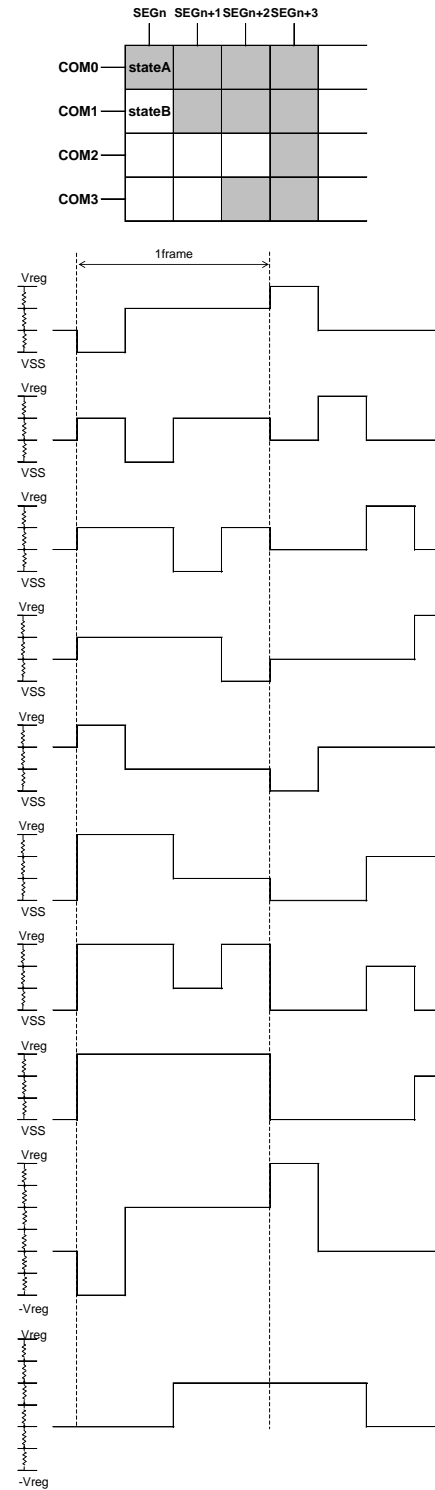 SEGn SEGn+1 SEGn+2 SEGn+3
COM0 stateA
COM1 stateB
COM2
COM3
1frame
Vreg
VSS
Vreg
VSS
Vreg
VSS
Vreg
VSS
Vreg
VSS
Vreg
VSS
Vreg
VSS
Vreg
VSS
Vreg
-Vreg
Vreg
-Vreg